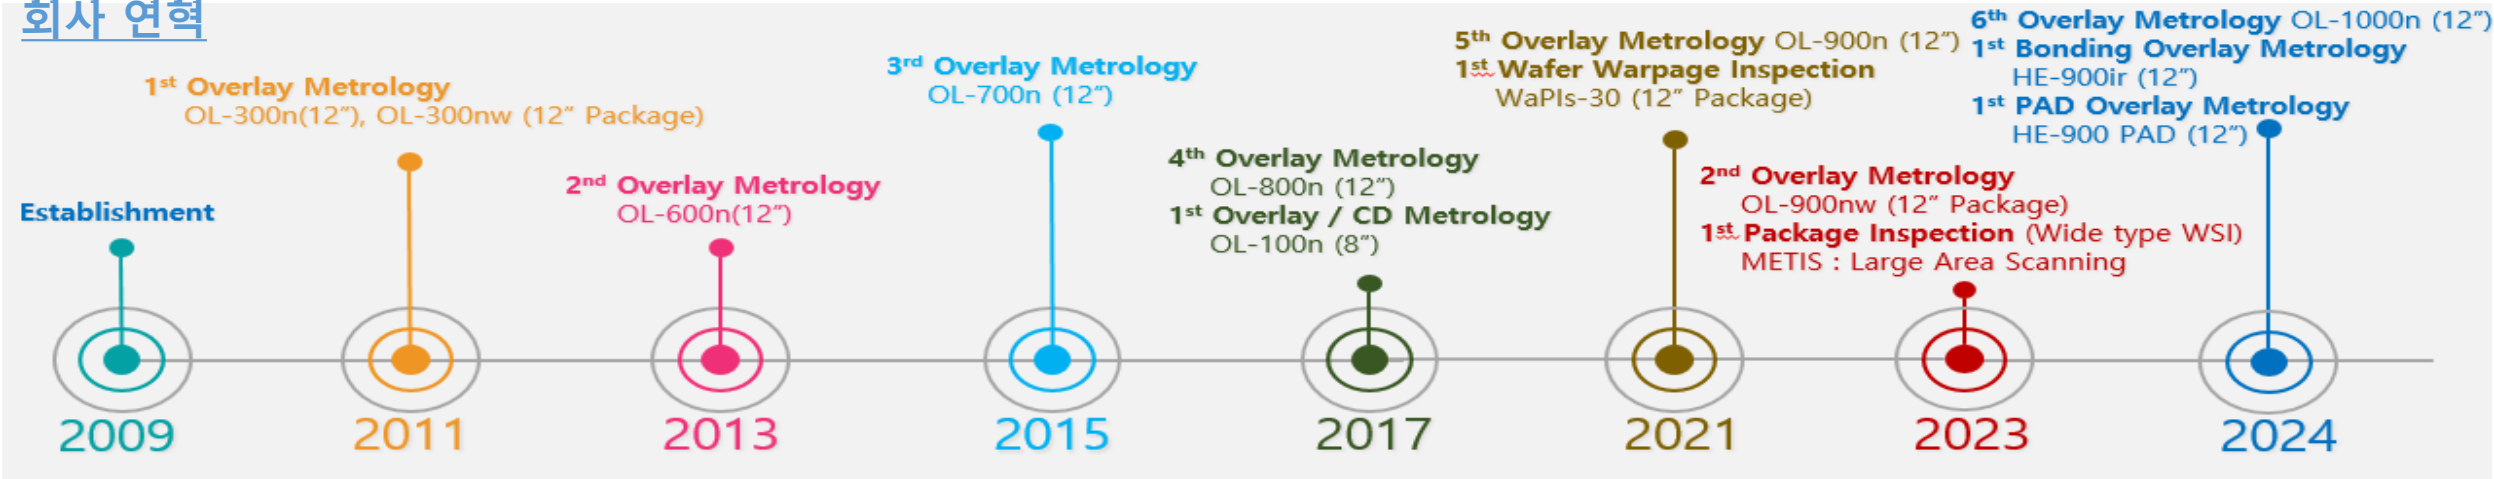 회사 연혁
Establishment
2009
1st Overlay Metrology
OL-300n(12″), OL-300nw (12″ Package)
2011
2nd Overlay Metrology
OL-600n(12″)
2013
3rd Overlay Metrology
OL-700n (12″)
2015
4th Overlay Metrology
OL-800n (12″)
1st Overlay / CD Metrology
OL-100n (8″)
2017
5th Overlay Metrology OL-900n (12″)
1st Wafer Warpage Inspection
WaPIs-30 (12″ Package)
2021
2nd Overlay Metrology
OL-900nw (12″ Package)
1st Package Inspection (Wide type WSI)
METIS : Large Area Scanning
2023
6th Overlay Metrology OL-1000n (12″)
1st Bonding Overlay Metrology
HE-900ir (12″)
1st PAD Overlay Metrology
HE-900 PAD (12″)
2024